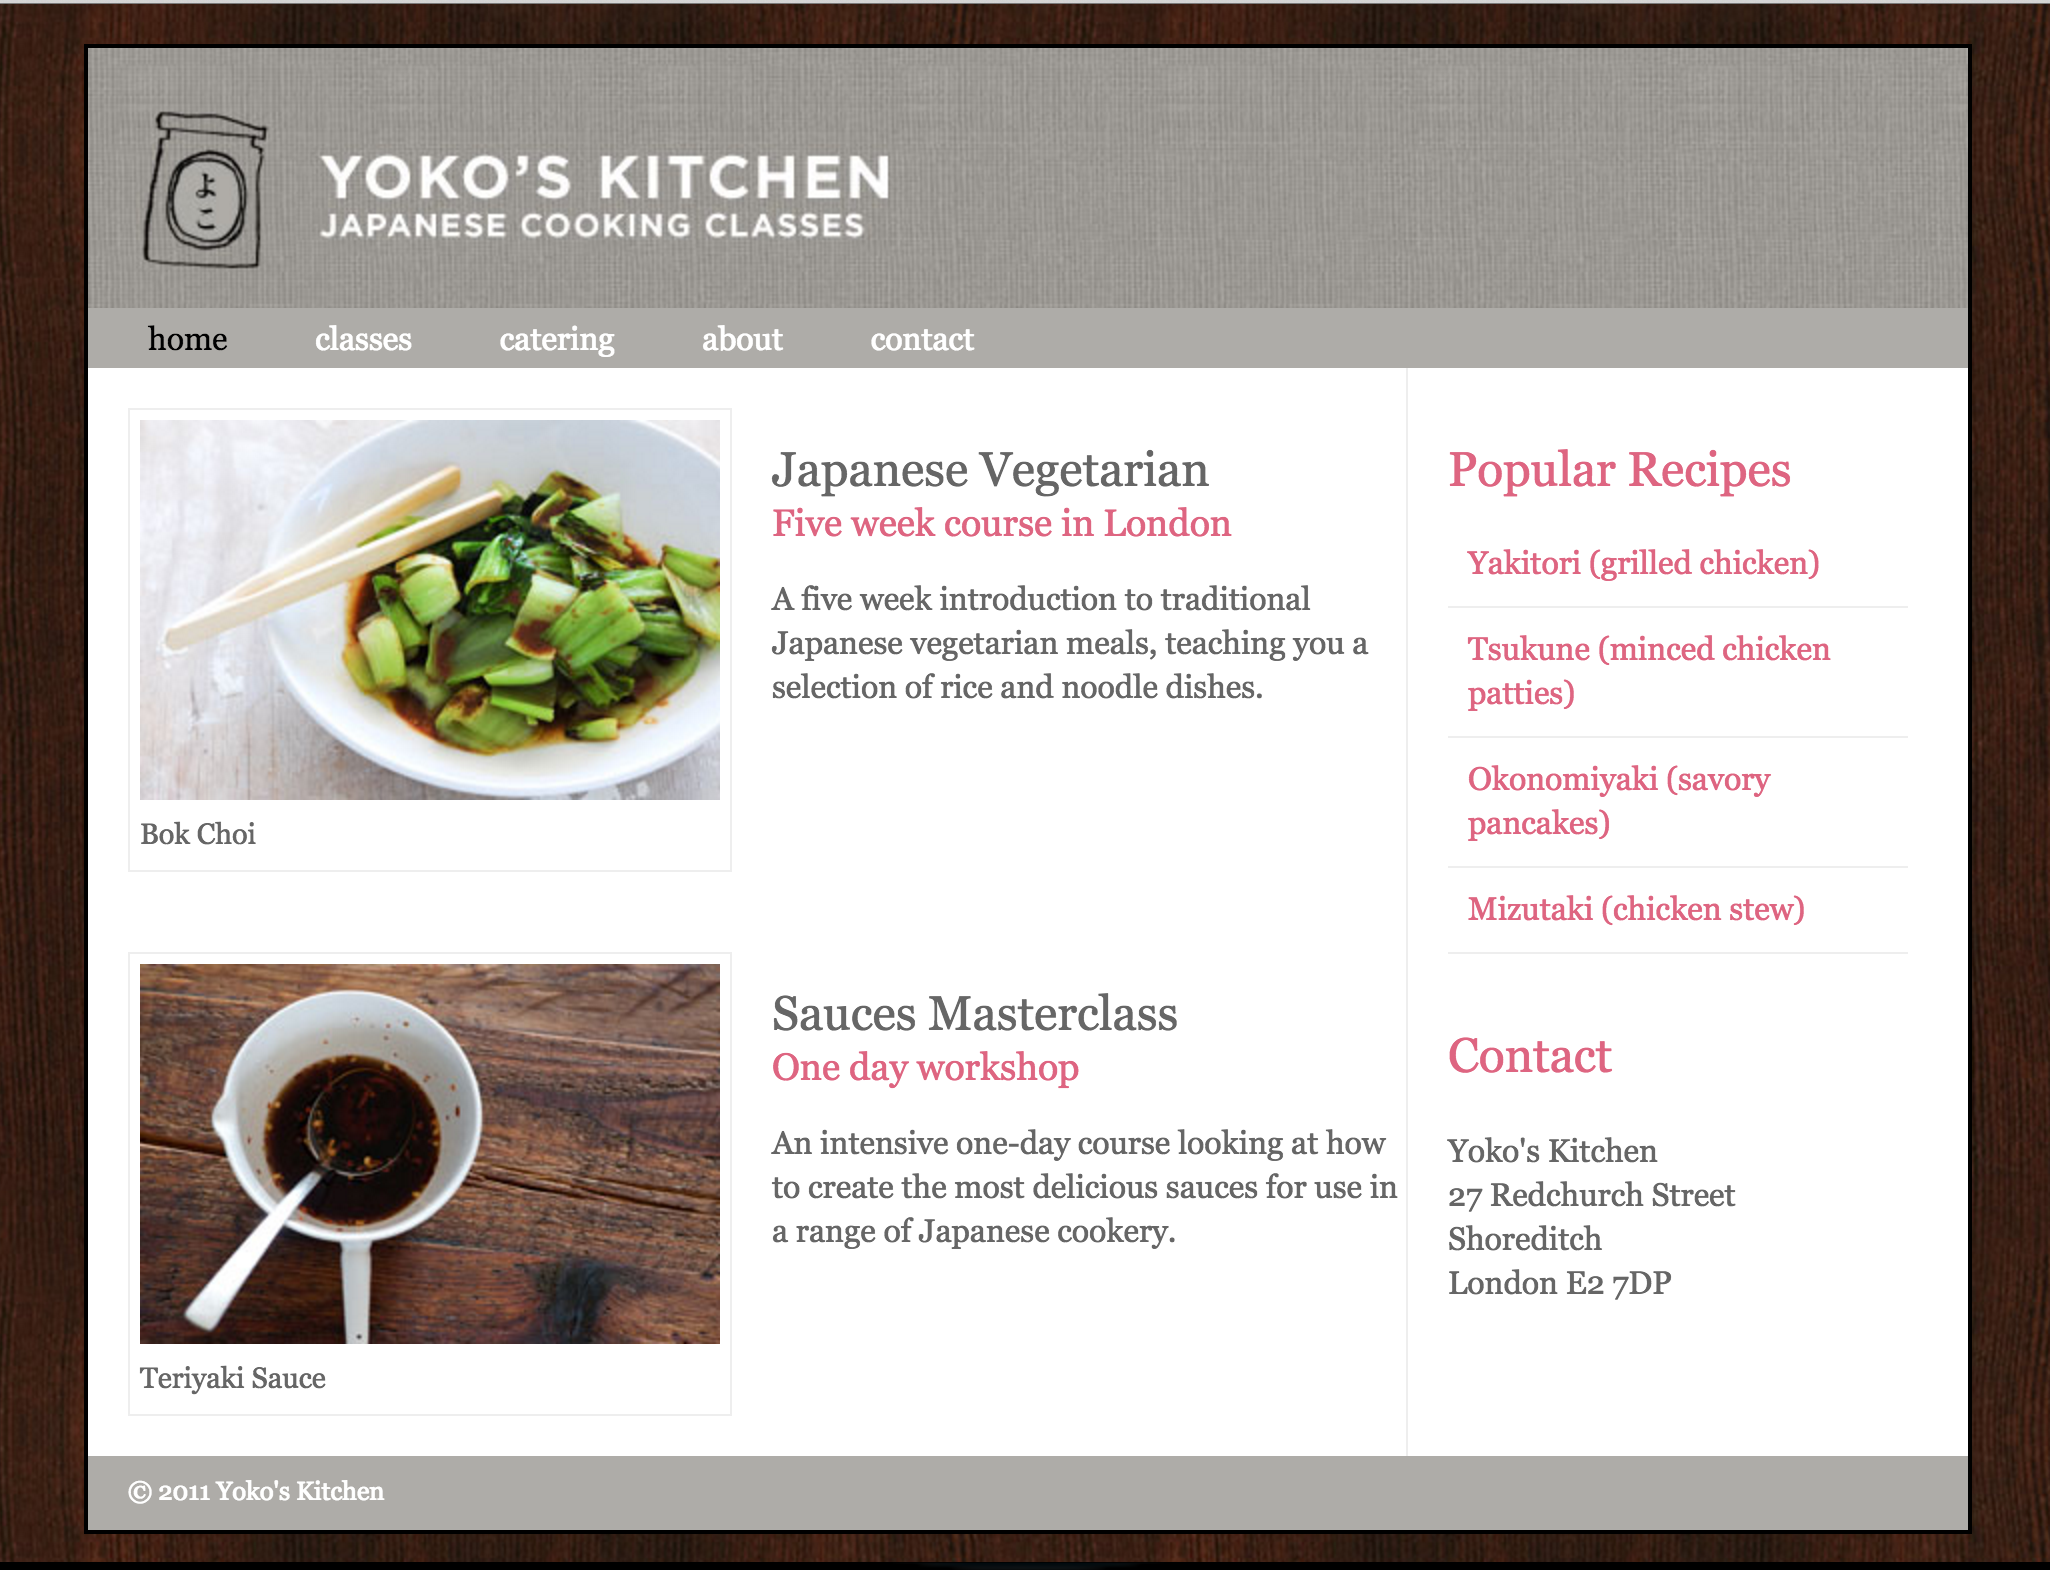 よ
こ
YOKO’S KITCHEN
JAPANESE COOKING CLASSES
home classes catering about contact
Bok Choi
Japanese Vegetarian
Five week course in London
A five week introduction to traditional
Japanese vegetarian meals, teaching you a
selection of rice and noodle dishes.
Teriyaki Sauce
Sauces Masterclass
One day workshop
An intensive one-day course looking at how
to create the most delicious sauces for use in
a range of Japanese cookery.
Popular Recipes
Yakitori (grilled chicken)
Tsukune (minced chicken
patties)
Okonomiyaki (savory
pancakes)
Mizutaki (chicken stew)
Contact
Yoko's Kitchen
27 Redchurch Street
Shoreditch
London E2 7DP
© 2011 Yoko's Kitchen